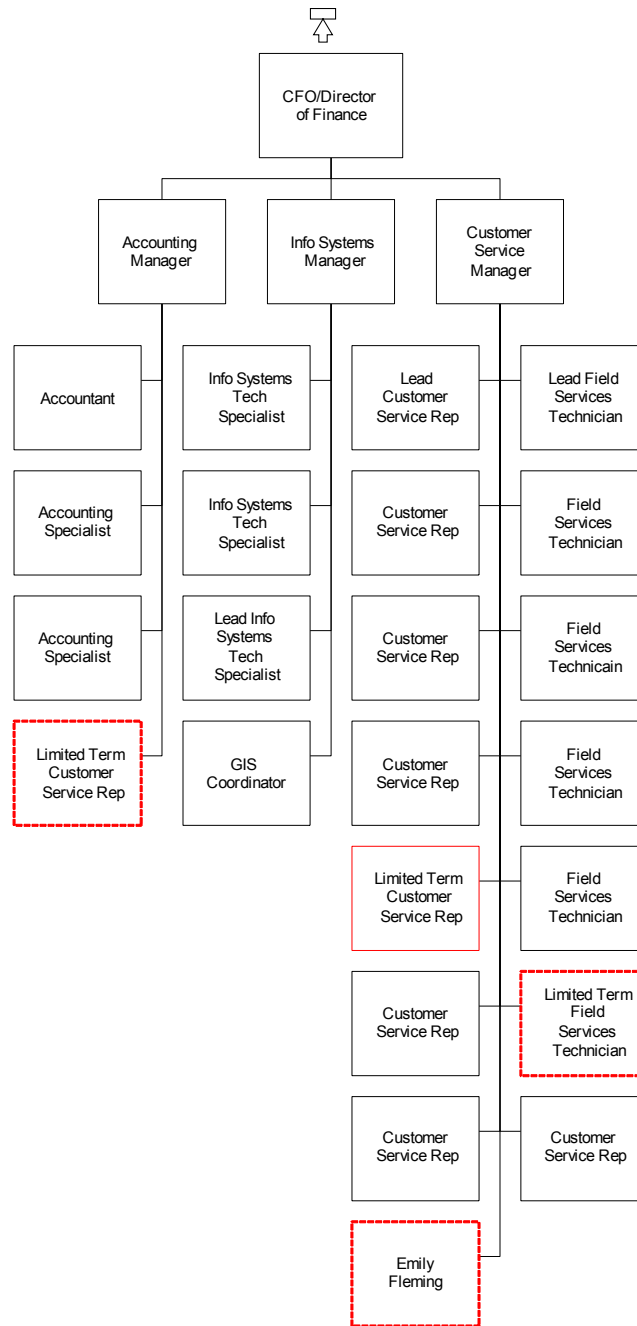 CFO/Director
of Finance
Accounting
Manager
Info Systems
Manager
Customer
Service
Manager
Accountant
Info Systems
Tech
Specialist
Lead
Customer
Service Rep
Lead Field
Services
Technician
Accounting
Specialist
Info Systems
Tech
Specialist
Customer
Service Rep
Field
Services
Technician
Accounting
Specialist
Lead Info
Systems
Tech
Specialist
Customer
Service Rep
Field
Services
Technicain
Limited Term
Customer
Service Rep
GIS
Coordinator
Customer
Service Rep
Field
Services
Technician
Limited Term
Customer
Service Rep
Field
Services
Technician
Customer
Service Rep
Limited Term
Field
Services
Technician
Customer
Service Rep
Customer
Service Rep
Emily
Fleming